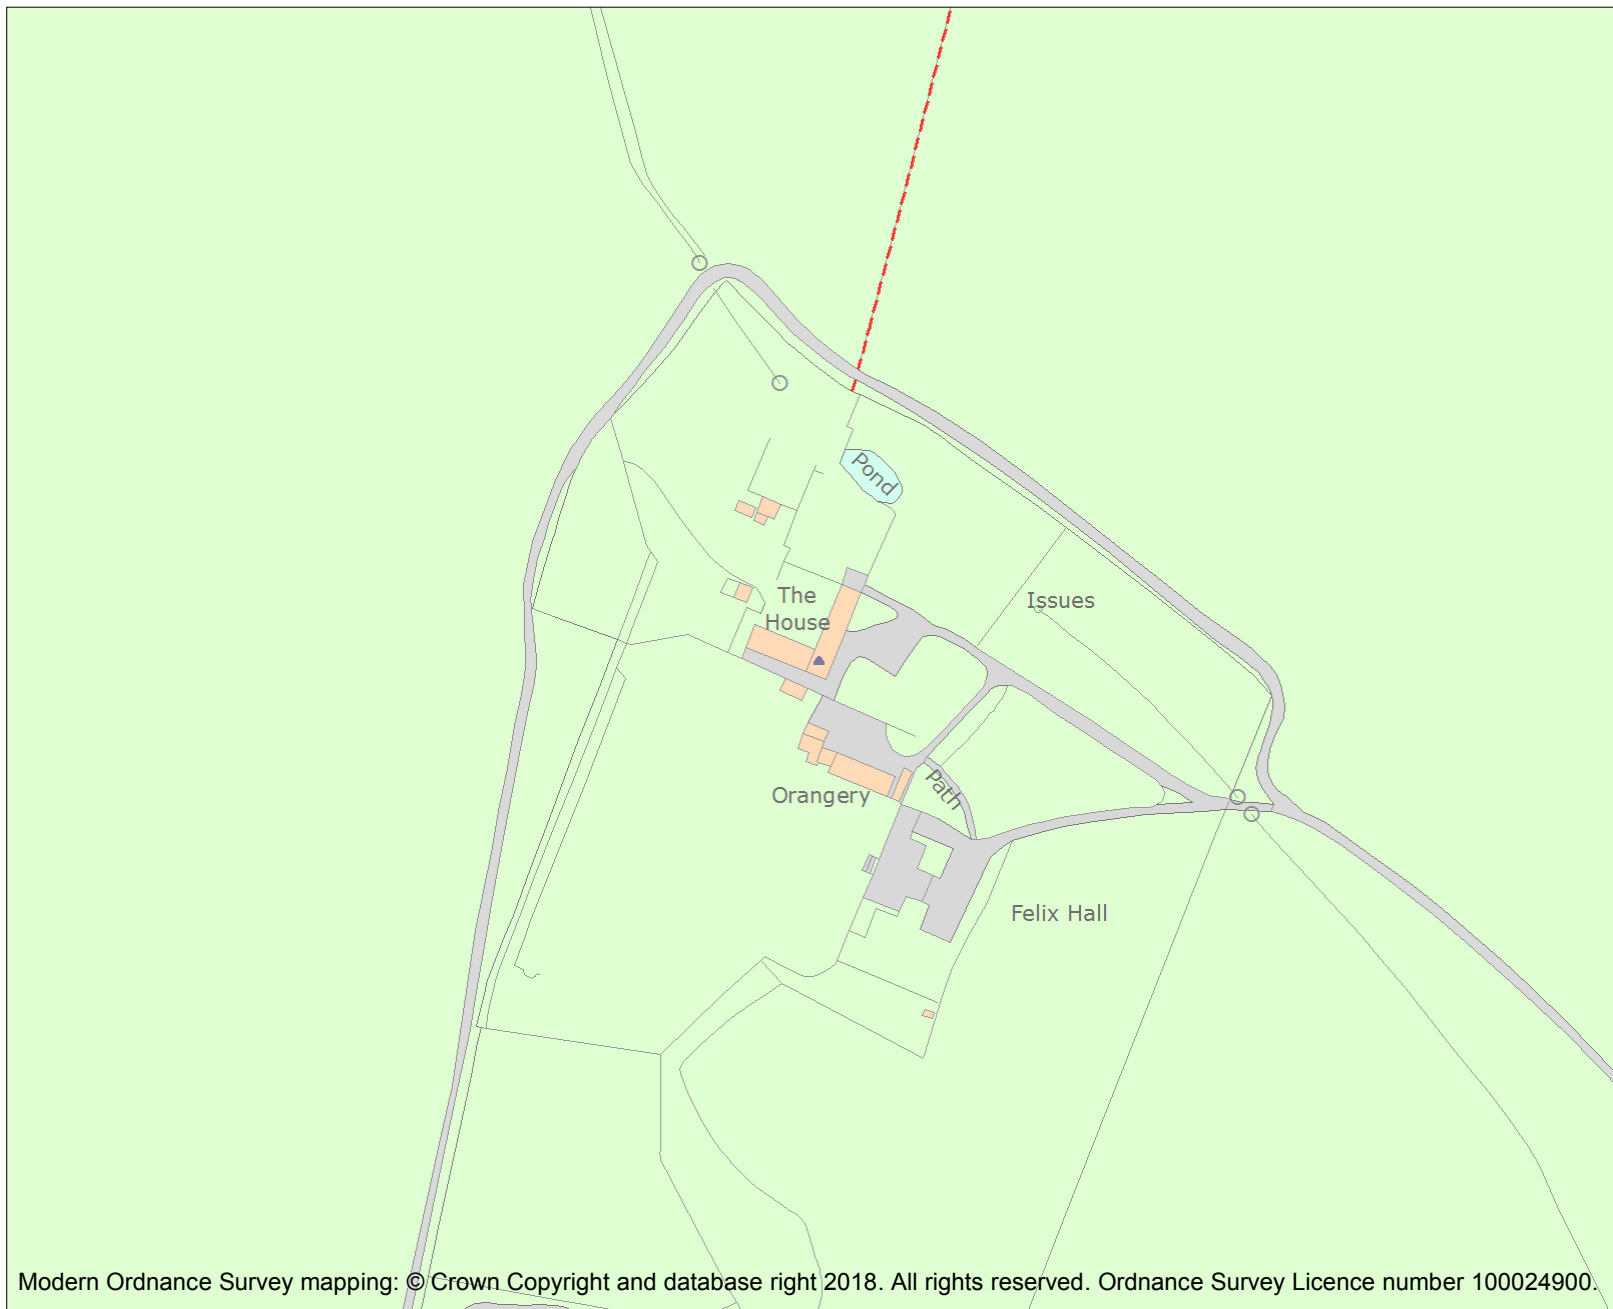 Pond
The
House
Issues
Path
Orangery
Felix Hall
Modern Ordnance Survey mapping: © Crown Copyright and database right 2018. All rights reserved. Ordnance Survey Licence number 100024900.